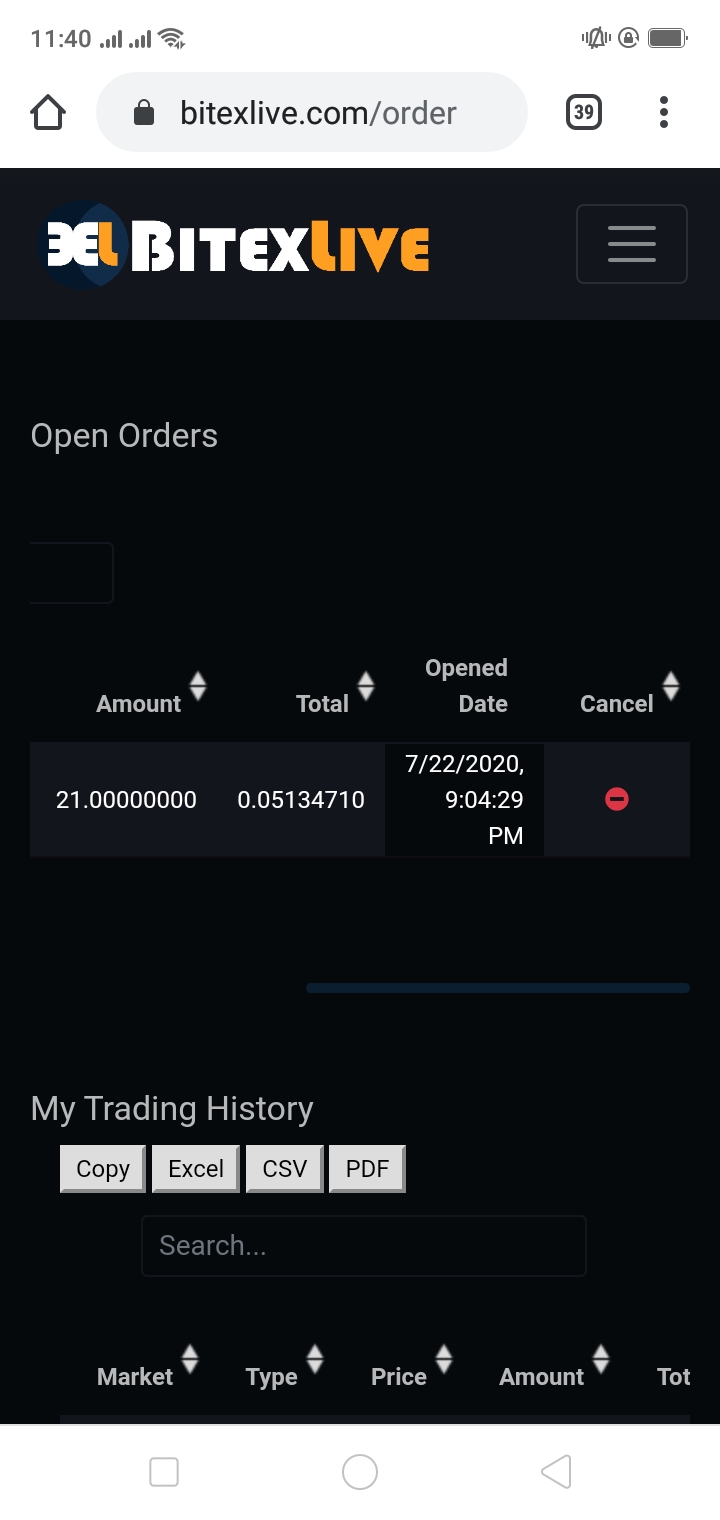 11:40
39
bitexlive.com/order
BITEXLIVE
Open Orders
Amount Total Opened Date Cancel
21.00000000 0.05134710 7/22/2020, 9:04:29 PM
My Trading History
Copy Excel CSV PDF
Search...
Market Type Price Amount Tot